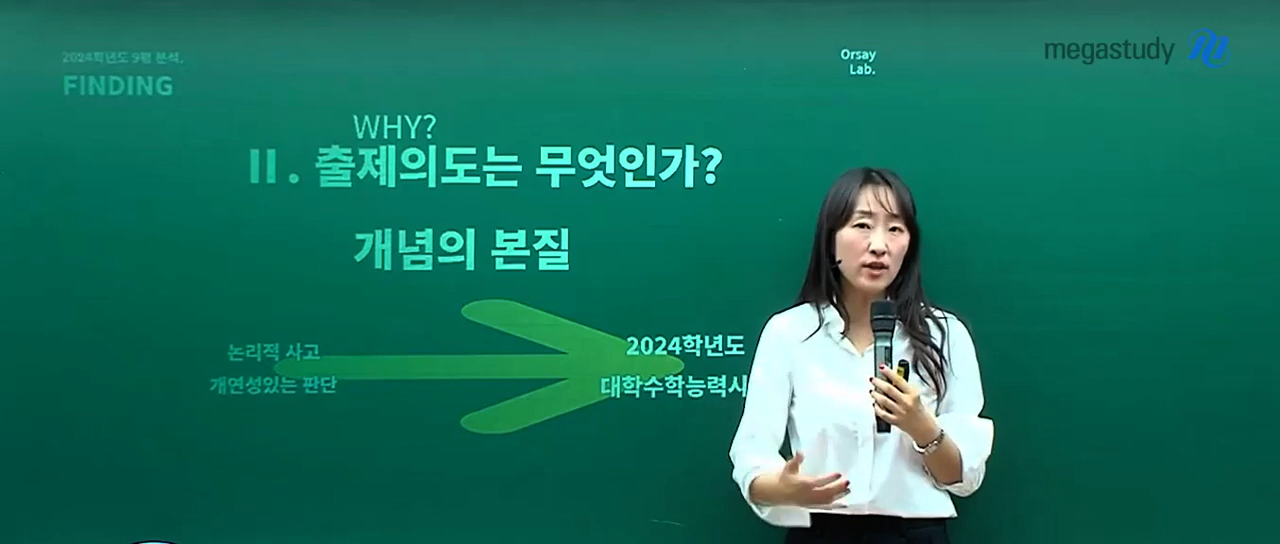 2024학년도 9평 분석,
FINDING
Orsay
Lab.
megastudy
WHY?
Ⅱ. 출제의도는 무엇인가?
개념의 본질
논리적 사고
개연성있는 판단
2024학년도
대학수학능력시